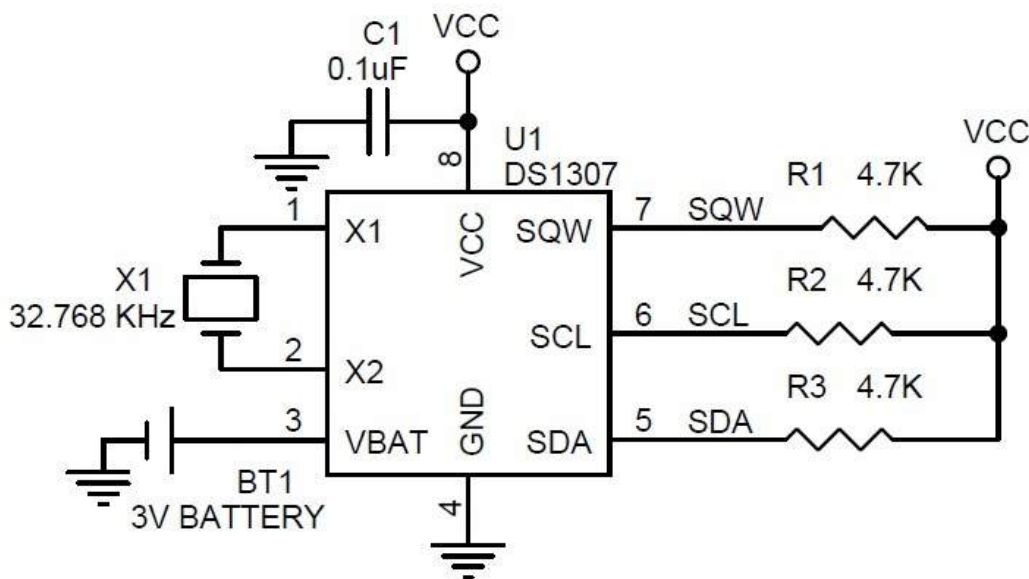 VCC
C1
0.1uF
U1
DS1307
8
VCC
R1 4.7K
1
X1
VCC
SQW
7
SQW
X1
32.768 KHz
R2 4.7K
SCL
6
SCL
2
X2
GND
R3 4.7K
3
VBAT
SDA
5
SDA
BT1
3V BATTERY
4